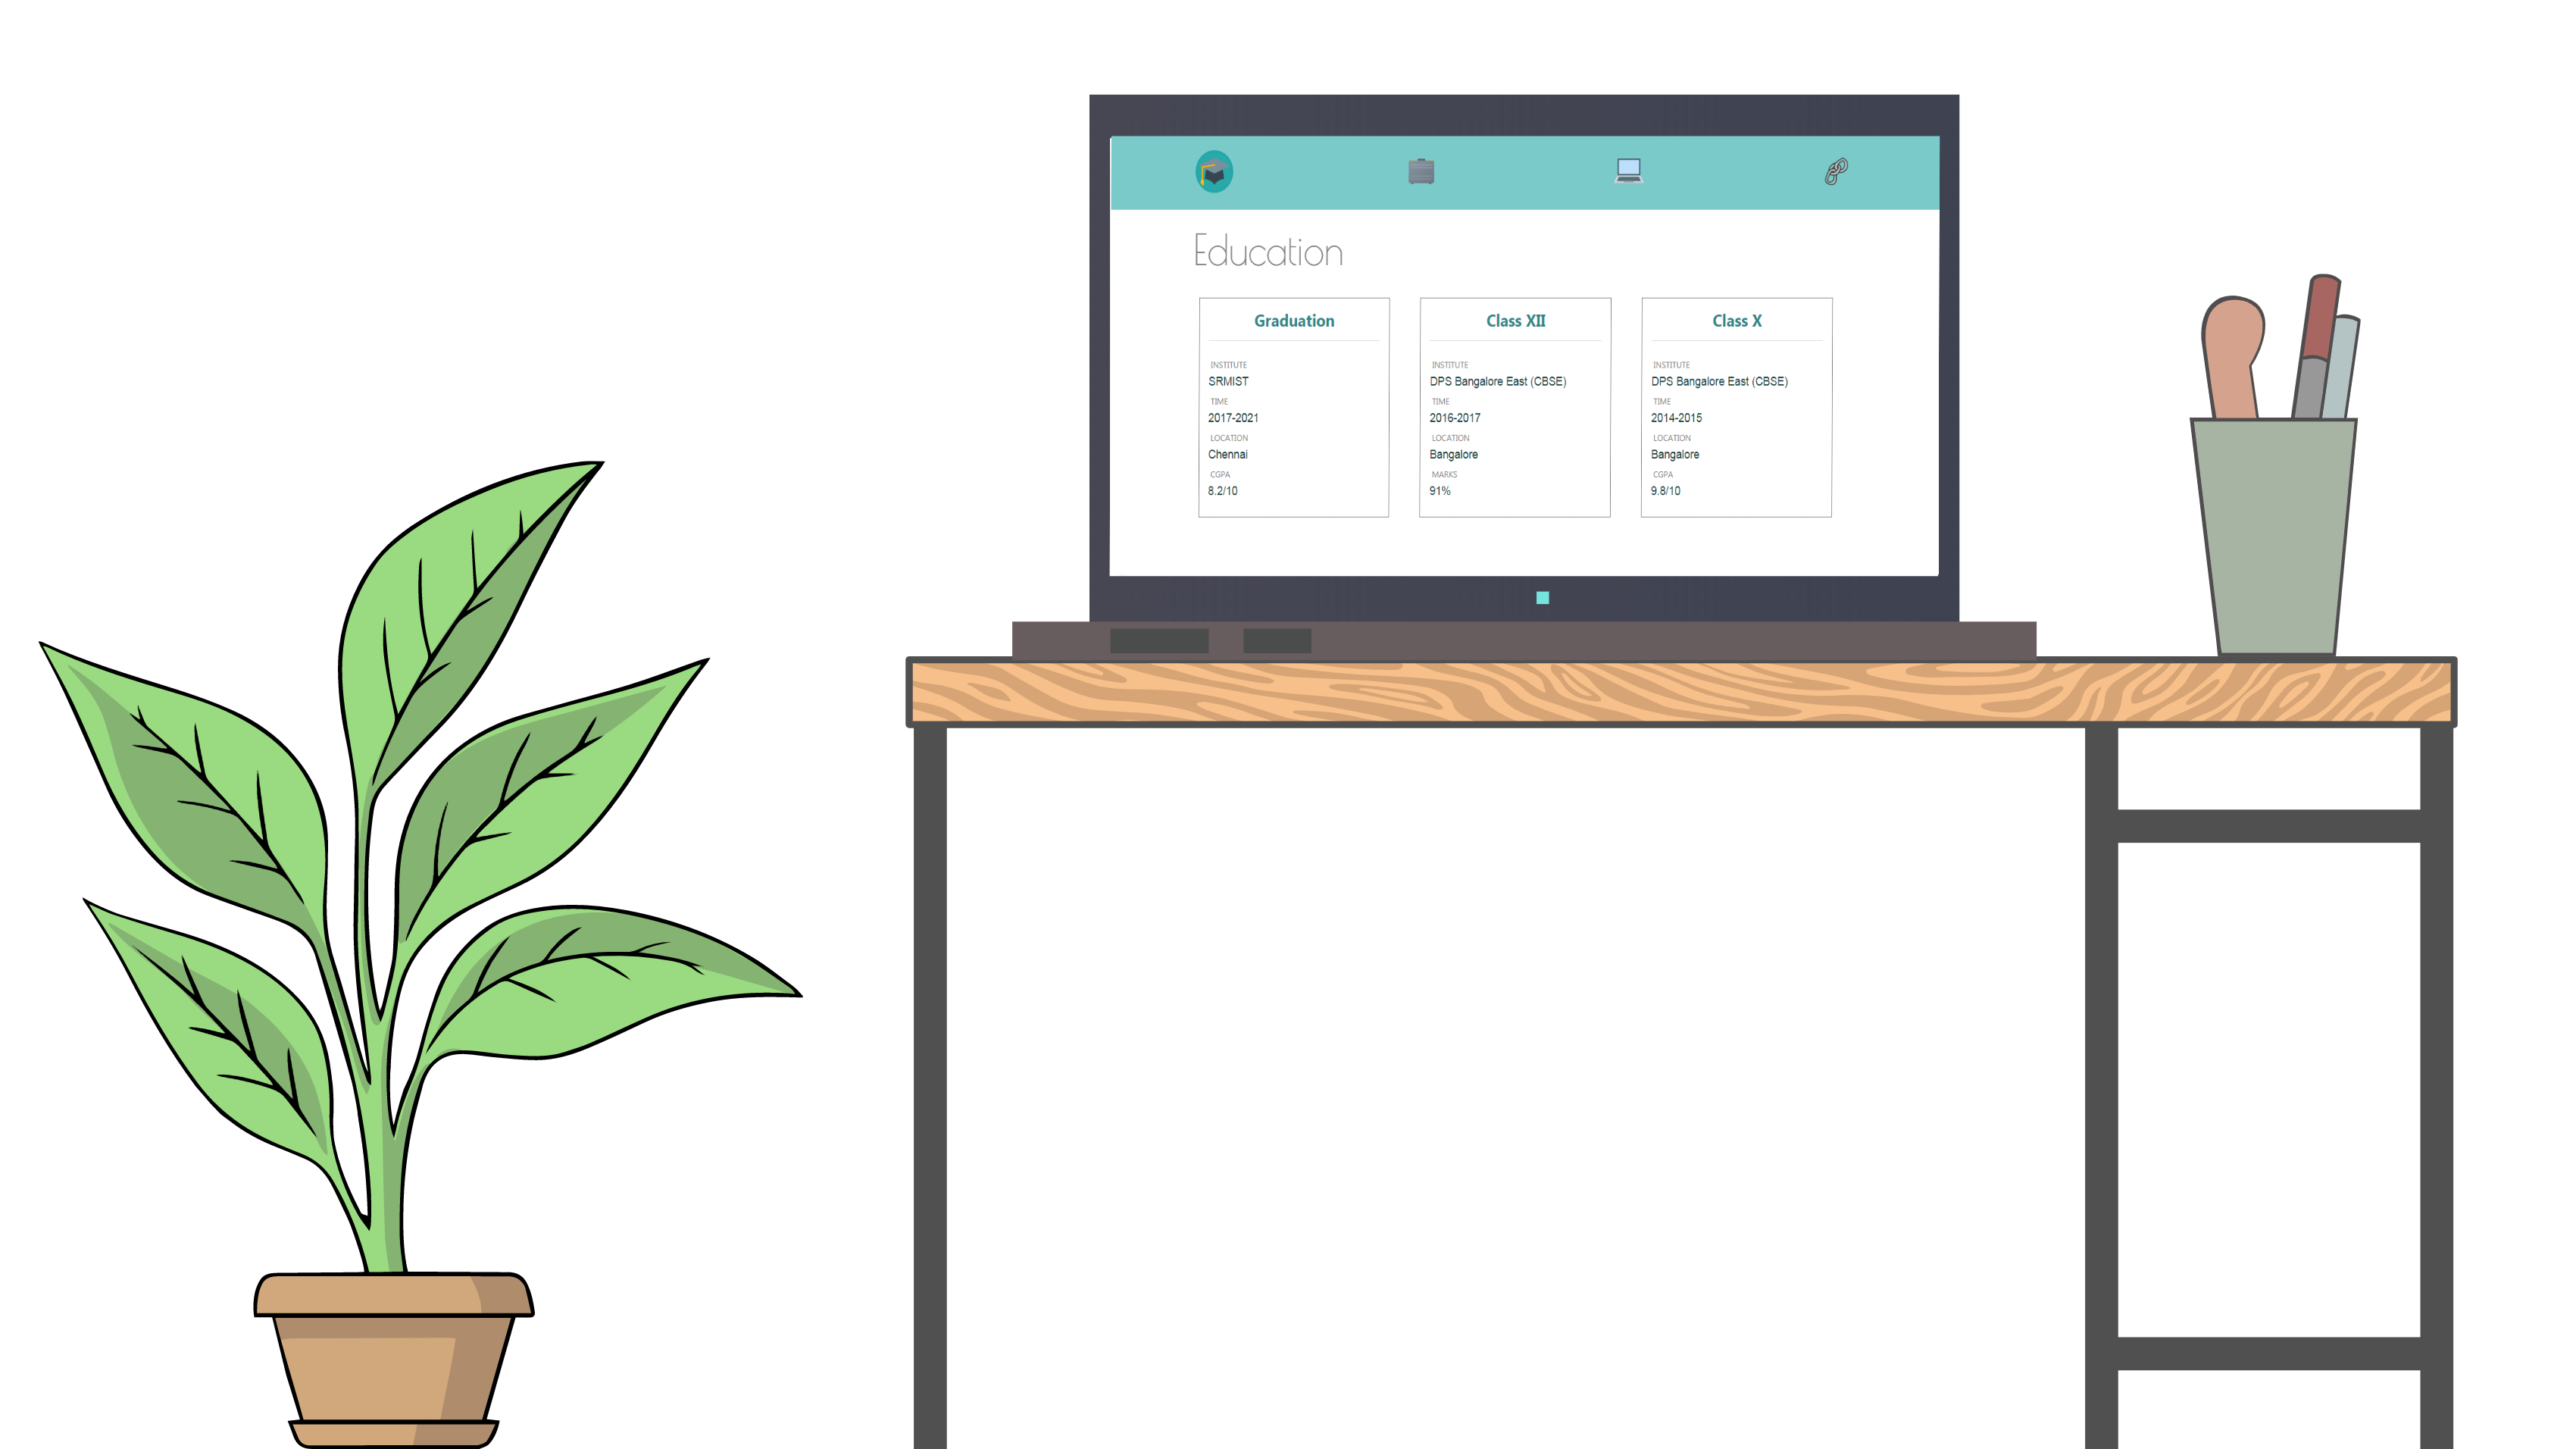 Education
Graduation
INSTITUTE
SRMIST
TIME
2017-2021
LOCATION
Chennai
CGPA
8.2/10
Class XII
INSTITUTE
DPS Bangalore East (CBSE)
TIME
2016-2017
LOCATION
Bangalore
MARKS
91%
Class X
INSTITUTE
DPS Bangalore East (CBSE)
TIME
2014-2015
LOCATION
Bangalore
CGPA
9.8/10